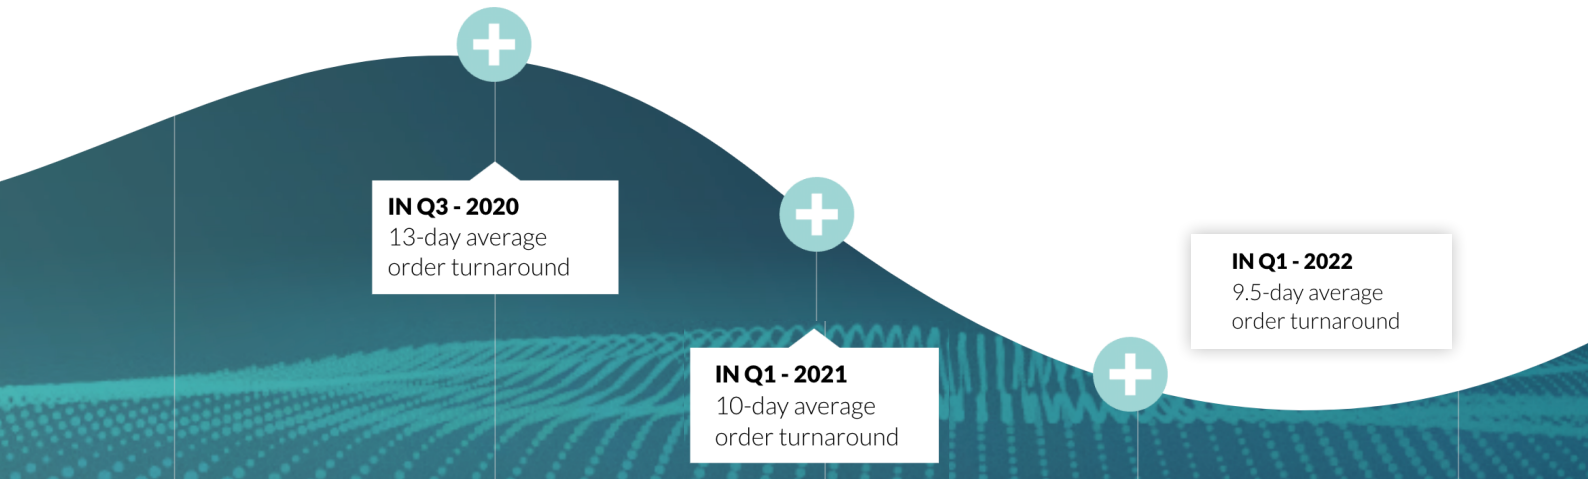 IN Q3 - 2020
13-day average
order turnaround
IN Q1 - 2021
10-day average
order turnaround
IN Q1 - 2022
9.5-day average
order turnaround